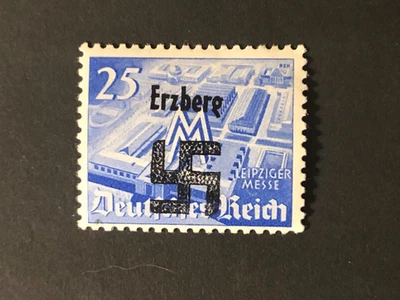 25
Erzberg
M
LEIPZIGER
MESSE
Deutsches Reich